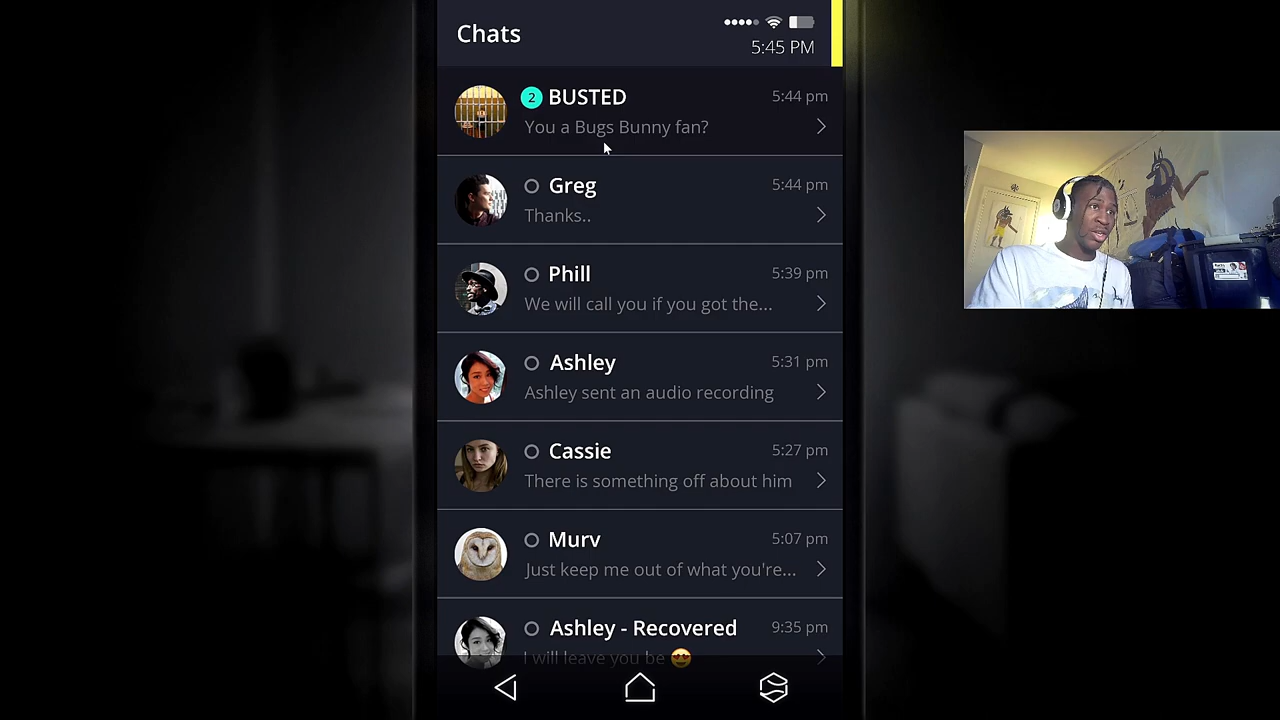 Chats
5:45 PM
2 BUSTED 5:44 pm
You a Bugs Bunny fan?
Greg 5:44 pm
Thanks..
Phill 5:39 pm
We will call you if you got the...
Ashley 5:31 pm
Ashley sent an audio recording
Cassie 5:27 pm
There is something off about him
Murv 5:07 pm
Just keep me out of what you're...
Ashley - Recovered 9:35 pm
I will leave you be 😍